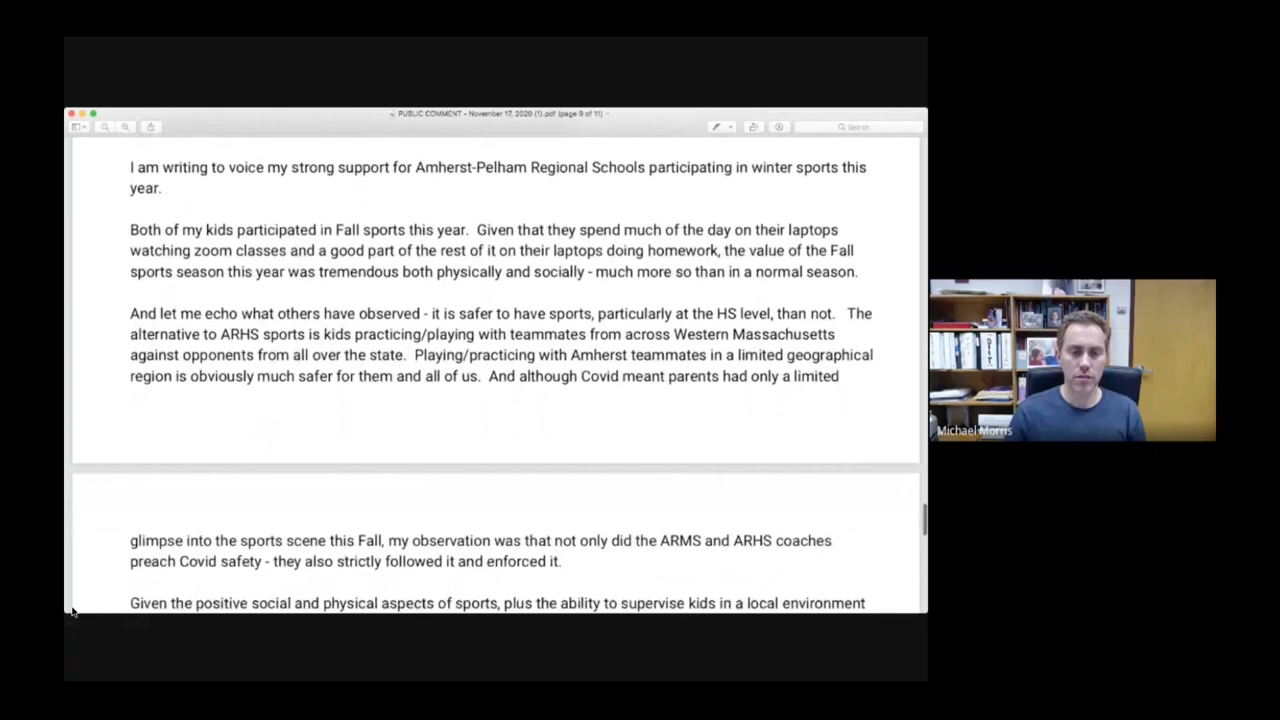 PUBLIC COMMENT - November 17, 2020 (1).pdf (page 9 of 11)
Search
I am writing to voice my strong support for Amherst-Pelham Regional Schools participating in winter sports this
year.
Both of my kids participated in Fall sports this year.  Given that they spend much of the day on their laptops
watching zoom classes and a good part of the rest of it on their laptops doing homework, the value of the Fall
sports season this year was tremendous both physically and socially - much more so than in a normal season.
And let me echo what others have observed - it is safer to have sports, particularly at the HS level, than not.   The
alternative to ARHS sports is kids practicing/playing with teammates from across Western Massachusetts
against opponents from all over the state.  Playing/practicing with Amherst teammates in a limited geographical
region is obviously much safer for them and all of us.  And although Covid meant parents had only a limited
glimpse into the sports scene this Fall, my observation was that not only did the ARMS and ARHS coaches
preach Covid safety - they also strictly followed it and enforced it.
Given the positive social and physical aspects of sports, plus the ability to supervise kids in a local environment
Michael Morris